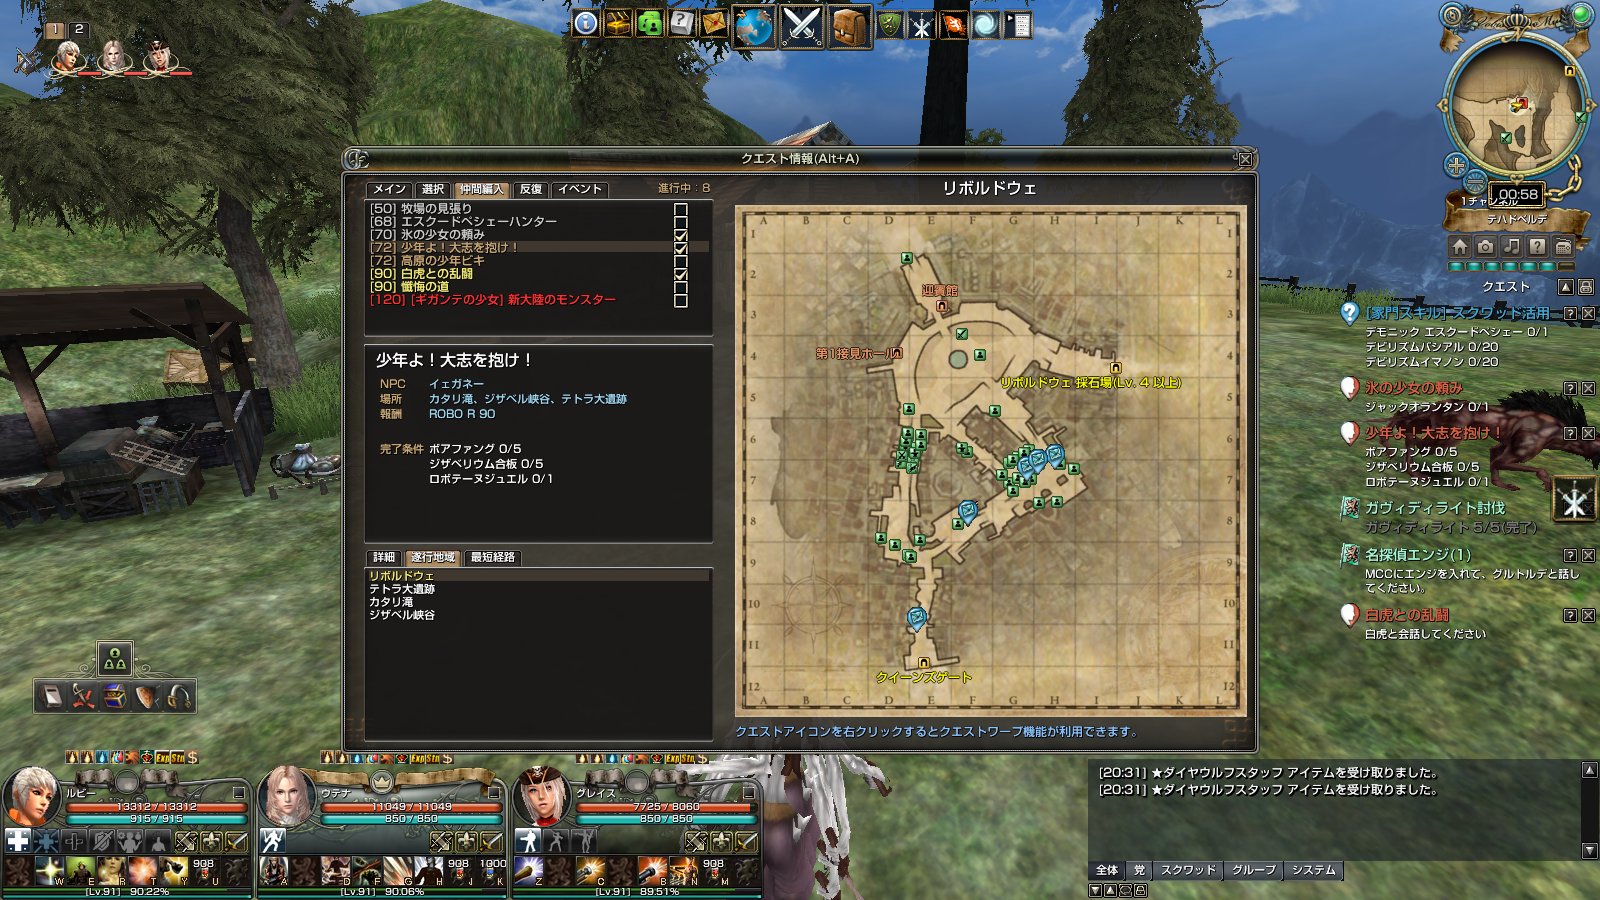 1 2
クエスト情報(Alt+A)
メイン 選択 仲間編入 反復 イベント 進行中 : 8
[50] 牧場の見張り
[68] エスクードペシェーハンター
[70] 氷の少女の頼み
[72] 少年よ！大志を抱け！
[72] 高原の少年ビキ
[90] 白虎との乱闘
[90] 懺悔の道
[120] [ギガンテの少女] 新大陸のモンスター
少年よ！大志を抱け！
NPC イェガネー
場所 カタリ滝、ジザベル峡谷、テトラ大遺跡
報酬 ROBO R 90
完了条件 ボアファング 0/5
ジザベリウム合板 0/5
ロボテーヌジュエル 0/1
詳細 遂行地域 最短経路
リボルドウェ
テトラ大遺跡
カタリ滝
ジザベル峡谷
リボルドウェ
A B C D E F G H I J K L
1 2 3 4 5 6 7 8 9 10 11 12
迎賓館
第1接見ホール
リボルドウェ 採石場(Lv. 4 以上)
クイーンズゲート
A B C D E F G H I J K L
クエストアイコンを右クリックするとクエストワープ機能が利用できます。
00:58
1チャンネル
テハドベルデ
クエスト
[家門スキル] スクワッド活用
デモニック エスクードペシェー 0/1
デビリズムバシアル 0/20
デビリズムイマノン 0/20
氷の少女の頼み
ジャックオランタン 0/1
少年よ！大志を抱け！
ボアファング 0/5
ジザベリウム合板 0/5
ロボテーヌジュエル 0/1
ガヴィディライト討伐
ガヴィディライト 5/5(完了)
名探偵エンジ(1)
MCCにエンジを入れて、グルトルデと話し
てください。
白虎との乱闘
白虎と会話してください
ルビー
13312 / 13312
915 / 915
908
W E R T Y U
[Lv.91] 90.22%
ウテナ
11049 / 11049
850 / 850
908 1000
A D F G H J K
[Lv.91] 90.06%
グレイス
7725 / 8060
850 / 850
908
Z C B N M
[Lv.91] 89.51%
[20:31] ★ダイヤウルフスタッフ アイテムを受け取りました。
[20:31] ★ダイヤウルフスタッフ アイテムを受け取りました。
全体 党 スクワッド グループ システム